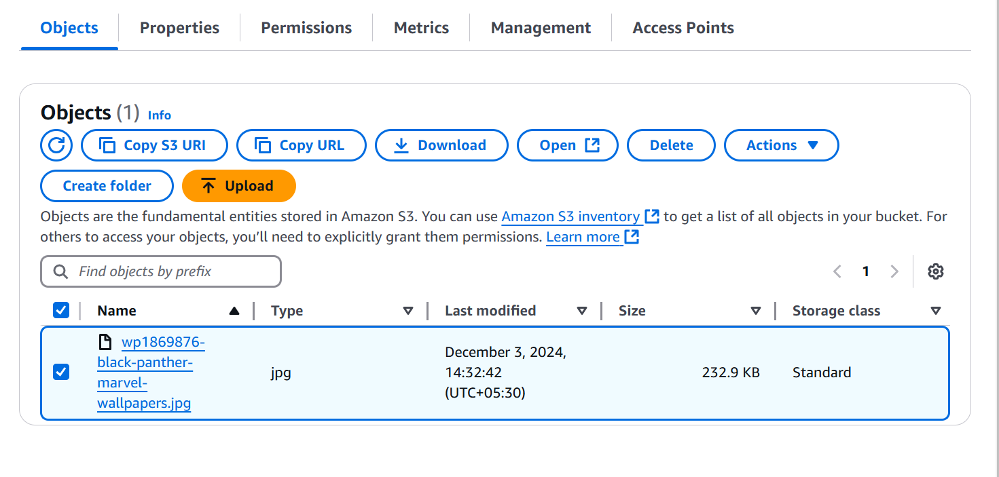 Objects Properties Permissions Metrics Management Access Points
Objects (1) Info
Copy S3 URI Copy URL Download Open Delete Actions
Create folder Upload
Objects are the fundamental entities stored in Amazon S3. You can use Amazon S3 inventory to get a list of all objects in your bucket. For
others to access your objects, you’ll need to explicitly grant them permissions. Learn more
Find objects by prefix
1
Name Type Last modified Size Storage class
wp1869876-
black-panther-
marvel-
wallpapers.jpg
jpg
December 3, 2024,
14:32:42
(UTC+05:30)
232.9 KB
Standard